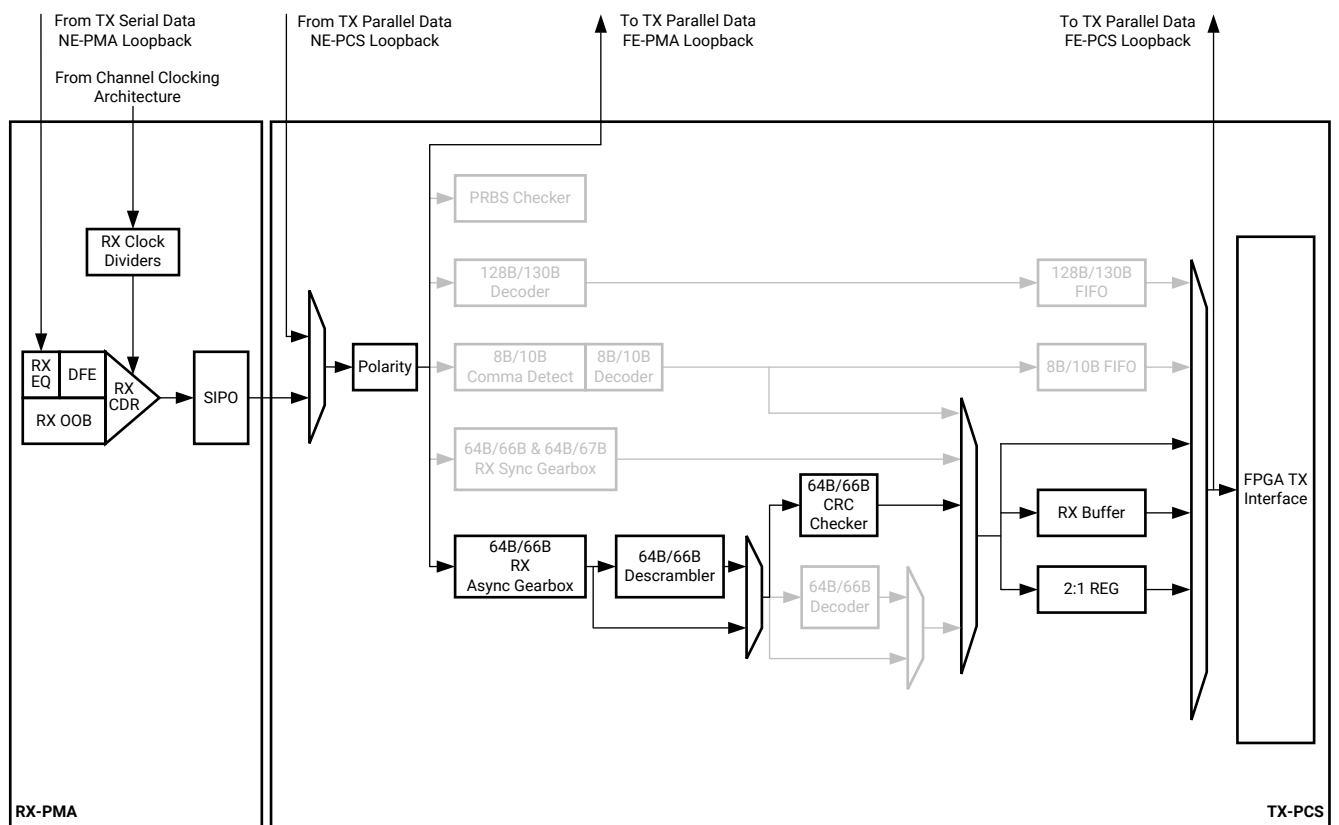 From TX Serial Data
NE-PMA Loopback
From TX Parallel Data
NE-PCS Loopback
To TX Parallel Data
FE-PMA Loopback
To TX Parallel Data
FE-PCS Loopback
From Channel Clocking
Architecture
PRBS Checker
RX Clock
Dividers
128B/130B
Decoder
128B/130B
FIFO
RX
EQ
DFE
RX
CDR
RX OOB
SIPO
Polarity
8B/10B
Comma Detect
8B/10B
Decoder
8B/10B FIFO
64B/66B & 64B/67B
RX Sync Gearbox
64B/66B
CRC
Checker
RX Buffer
FPGA TX
Interface
64B/66B
RX
Async Gearbox
64B/66B
Descrambler
64B/66B
Decoder
2:1 REG
RX-PMA
TX-PCS